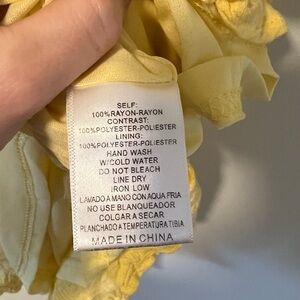 SELF:
100%RAYON-RAYON
CONTRAST:
100%POLYESTER-POLIESTER
LINING:
100%POLYESTER-POLIESTER
HAND WASH
W/COLD WATER
DO NOT BLEACH
LINE DRY
IRON LOW
LAVADO A MANO CON AQUA FRIA
NO USE BLANQUEADOR
COLGAR A SECAR
PLANCHADO A TEMPERATURA TIBIA
MADE IN CHINA